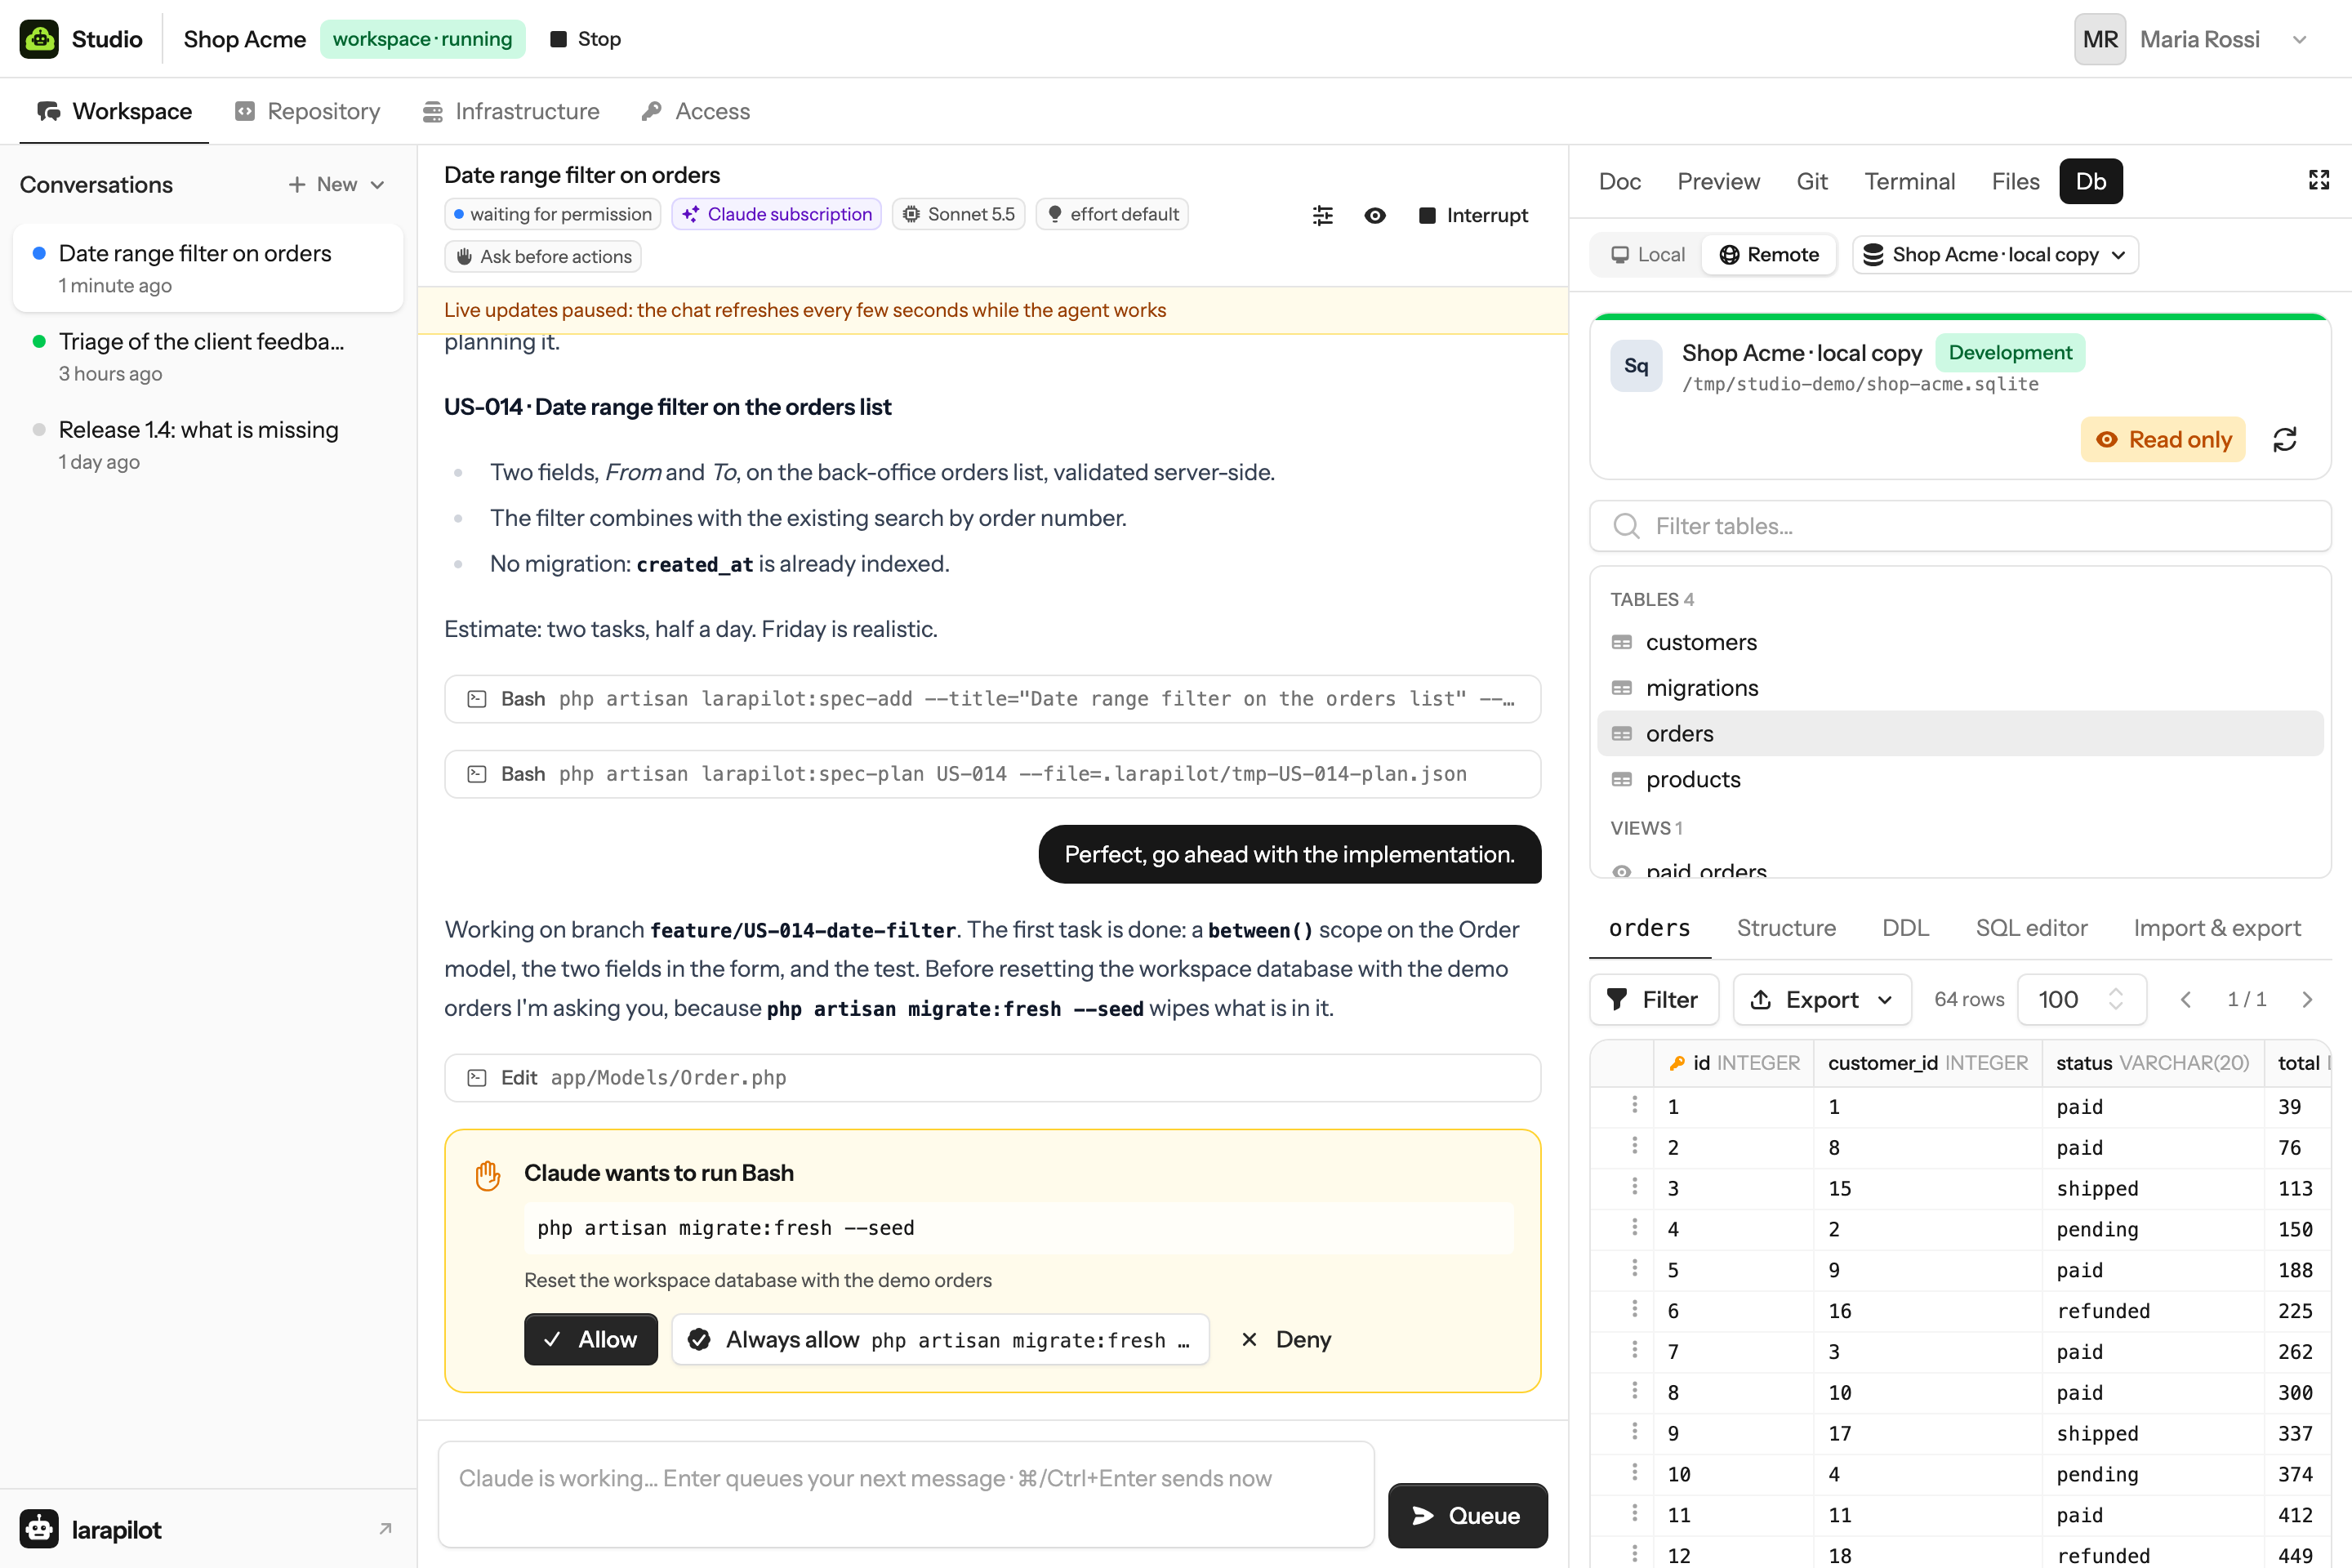 Studio
Shop Acme
workspace · running
Stop
MR
Maria Rossi
Workspace
Repository
Infrastructure
Access
Conversations
New
Date range filter on orders
1 minute ago
Triage of the client feedba...
3 hours ago
Release 1.4: what is missing
1 day ago
larapilot
Date range filter on orders
waiting for permission
Claude subscription
Sonnet 5.5
effort default
Ask before actions
Interrupt
Live updates paused: the chat refreshes every few seconds while the agent works
planning it.
US-014 · Date range filter on the orders list
Two fields, From and To, on the back-office orders list, validated server-side.
The filter combines with the existing search by order number.
No migration: created_at is already indexed.
Estimate: two tasks, half a day. Friday is realistic.
Bash php artisan larapilot:spec-add --title="Date range filter on the orders list" --…
Bash php artisan larapilot:spec-plan US-014 --file=.larapilot/tmp-US-014-plan.json
Perfect, go ahead with the implementation.
Working on branch feature/US-014-date-filter. The first task is done: a between() scope on the Order
model, the two fields in the form, and the test. Before resetting the workspace database with the demo
orders I'm asking you, because php artisan migrate:fresh --seed wipes what is in it.
Edit app/Models/Order.php
Claude wants to run Bash
php artisan migrate:fresh --seed
Reset the workspace database with the demo orders
Allow
Always allow php artisan migrate:fresh …
Deny
Claude is working... Enter queues your next message · ⌘/Ctrl+Enter sends now
Queue
Doc
Preview
Git
Terminal
Files
Db
Local
Remote
Shop Acme · local copy
Sq
Shop Acme · local copy
Development
/tmp/studio-demo/shop-acme.sqlite
Read only
Filter tables...
TABLES 4
customers
migrations
orders
products
VIEWS 1
paid_orders
orders
Structure
DDL
SQL editor
Import & export
Filter
Export
64 rows
100
1 / 1
id INTEGER customer_id INTEGER status VARCHAR(20) total
1 1 paid 39
2 8 paid 76
3 15 shipped 113
4 2 pending 150
5 9 paid 188
6 16 refunded 225
7 3 paid 262
8 10 paid 300
9 17 shipped 337
10 4 pending 374
11 11 paid 412
12 18 refunded 449